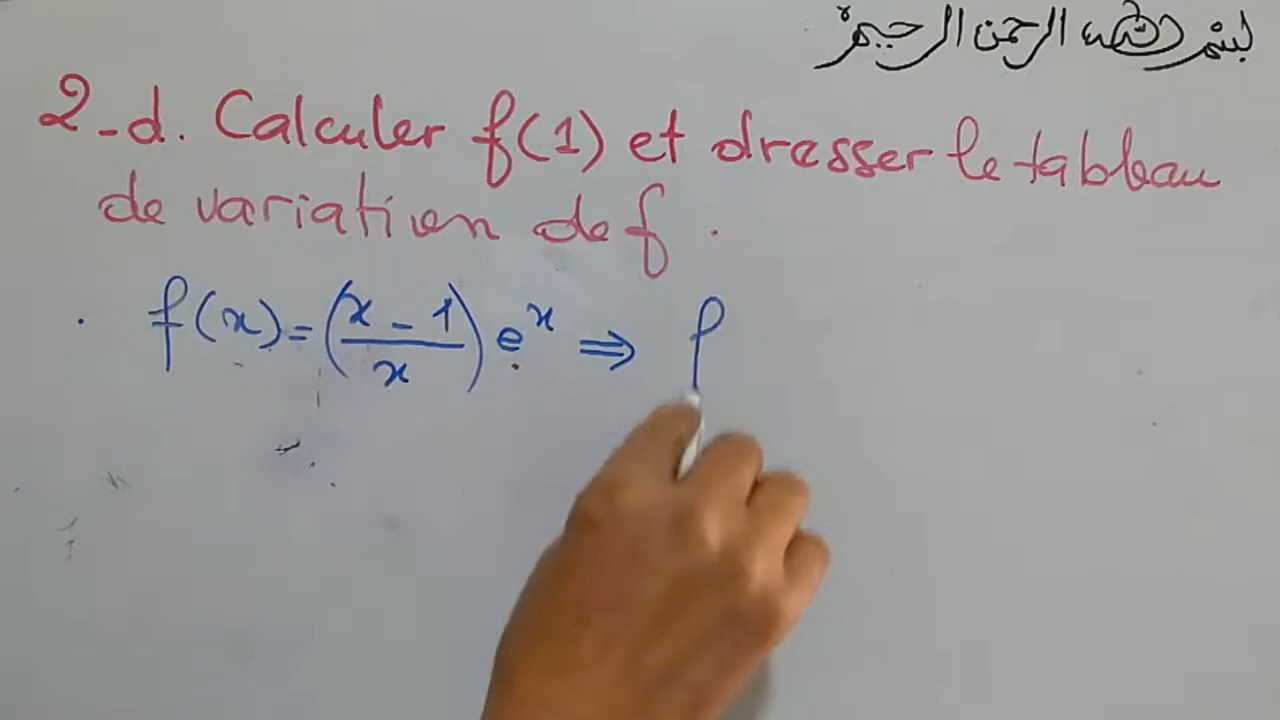 بسم الله الرحمن الرحيم
2-d. Calculer f(1) et dresser le tableau
de variation de f.
. f(x) = ((x - 1)/x) e^x ⇒ f